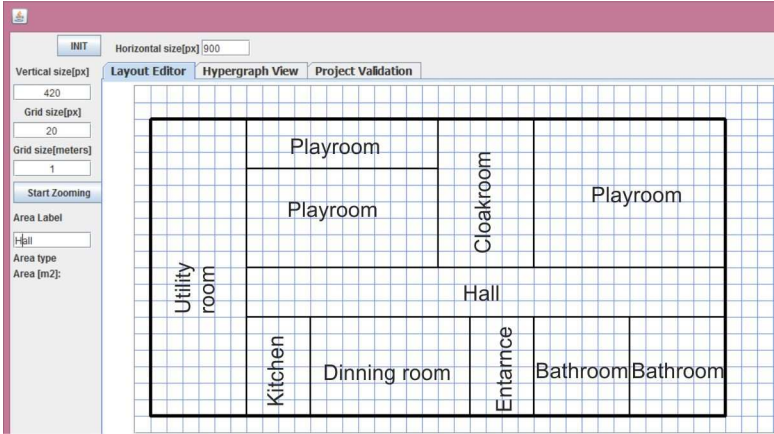 INIT
Horizontal size[px] 900
Vertical size[px]
Layout Editor Hypergraph View Project Validation
420
Grid size[px]
20
Grid size[meters]
1
Start Zooming
Area Label
Hall
Area type
Area [m2]:
Playroom
Playroom
Cloakroom
Playroom
Utility
room
Hall
Kitchen
Dinning room
Entarnce
Bathroom
Bathroom